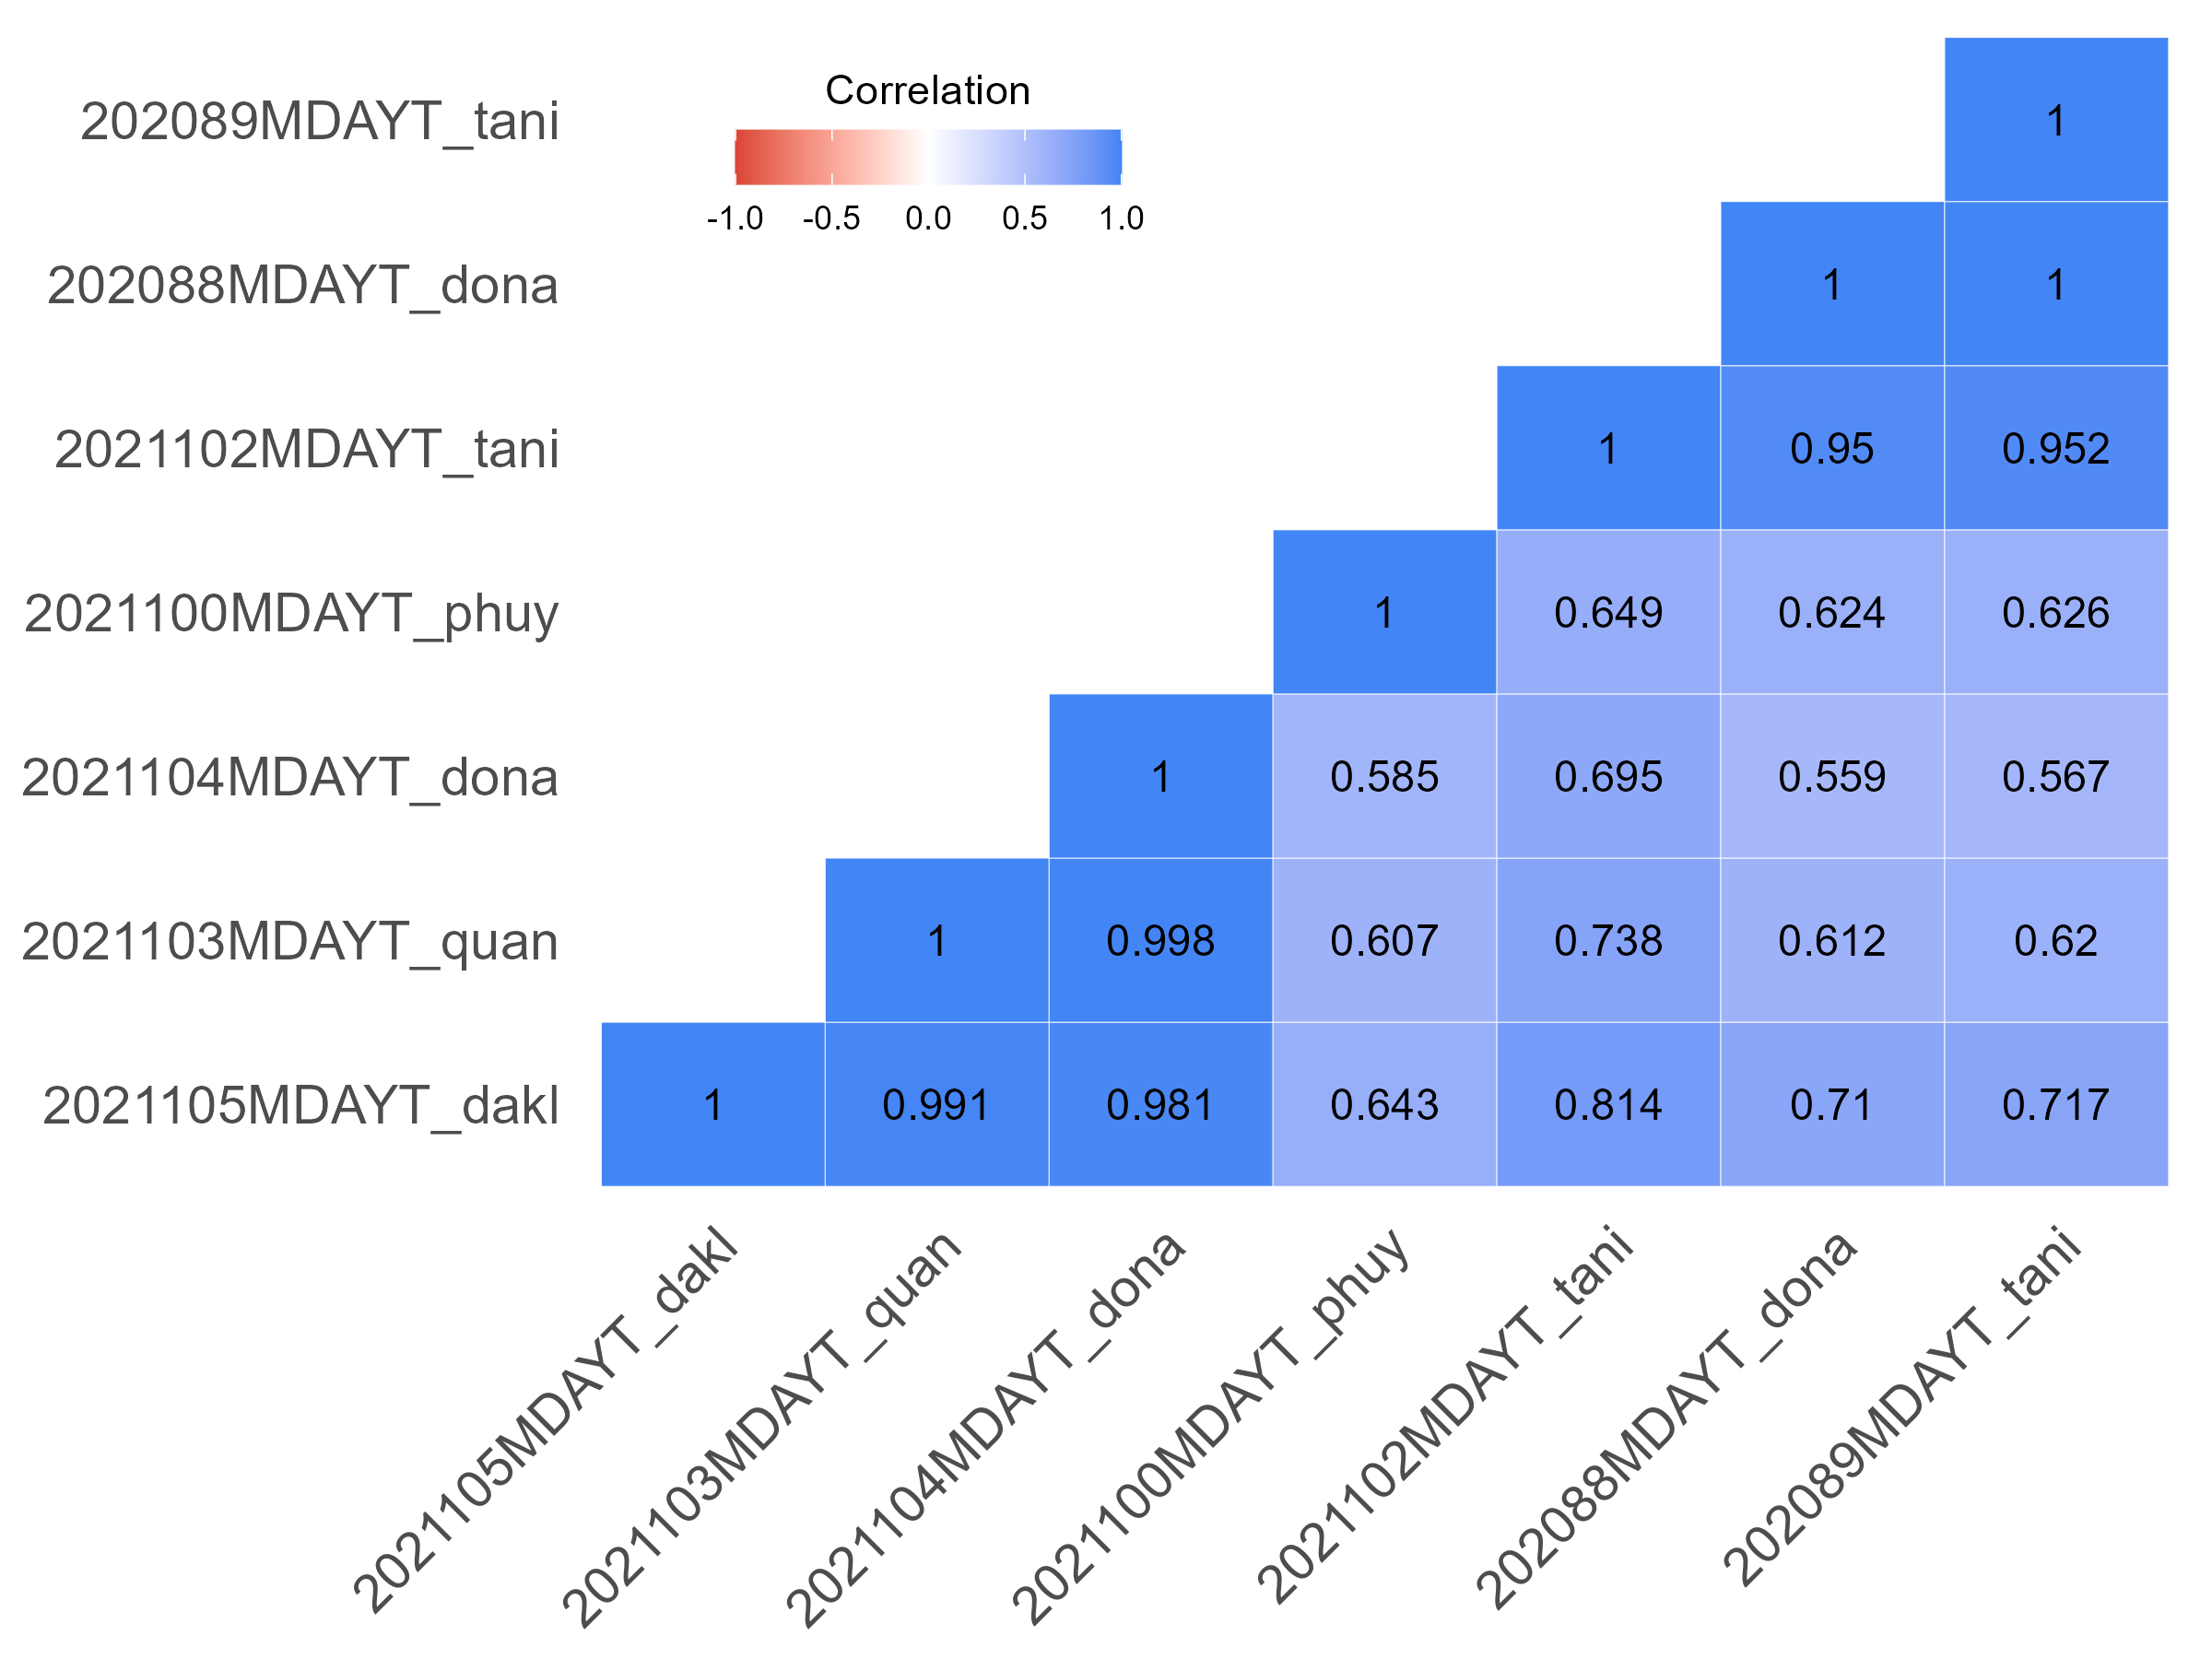 Correlation
-1.0 -0.5 0.0 0.5 1.0
202089MDAYT_tani 1
202088MDAYT_dona 1 1
2021102MDAYT_tani 1 0.95 0.952
2021100MDAYT_phuy 1 0.649 0.624 0.626
2021104MDAYT_dona 1 0.585 0.695 0.559 0.567
2021103MDAYT_quan 1 0.998 0.607 0.738 0.612 0.62
2021105MDAYT_dakl 1 0.991 0.981 0.643 0.814 0.71 0.717
2021105MDAYT_dakl
2021103MDAYT_quan
2021104MDAYT_dona
2021100MDAYT_phuy
2021102MDAYT_tani
202088MDAYT_dona
202089MDAYT_tani